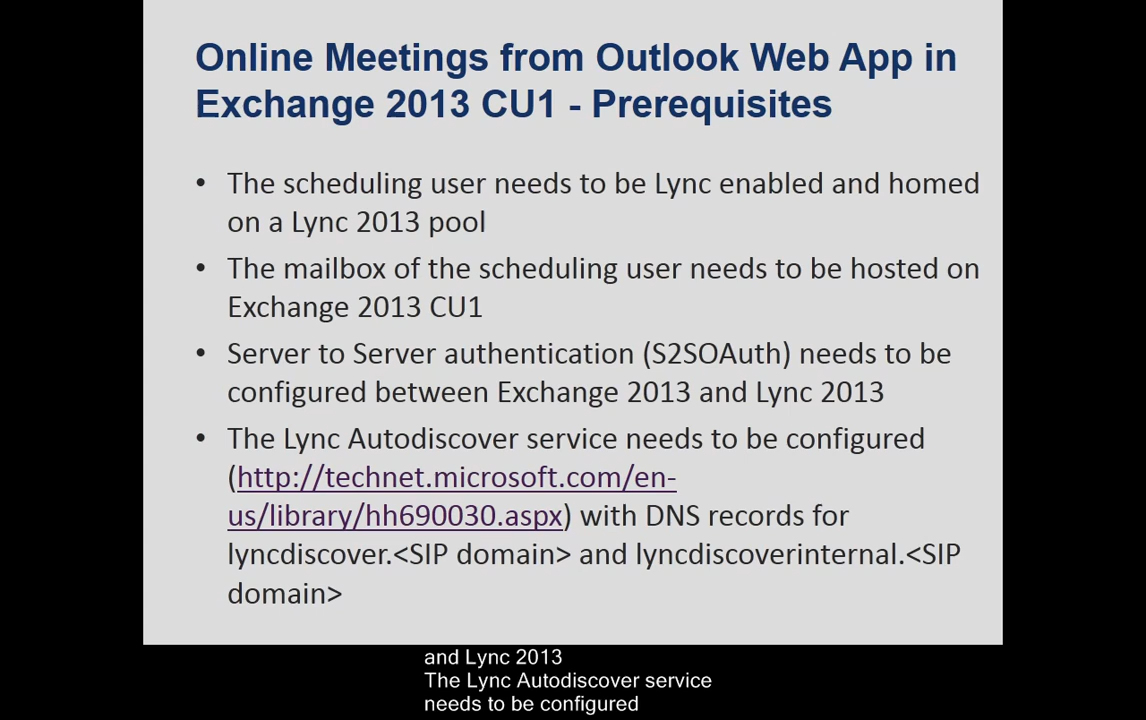 Online Meetings from Outlook Web App in
Exchange 2013 CU1 - Prerequisites
• The scheduling user needs to be Lync enabled and homed
on a Lync 2013 pool
• The mailbox of the scheduling user needs to be hosted on
Exchange 2013 CU1
• Server to Server authentication (S2SOAuth) needs to be
configured between Exchange 2013 and Lync 2013
• The Lync Autodiscover service needs to be configured
(http://technet.microsoft.com/en-
us/library/hh690030.aspx) with DNS records for
lyncdiscover.<SIP domain> and lyncdiscoverinternal.<SIP
domain>
and Lync 2013
The Lync Autodiscover service
needs to be configured